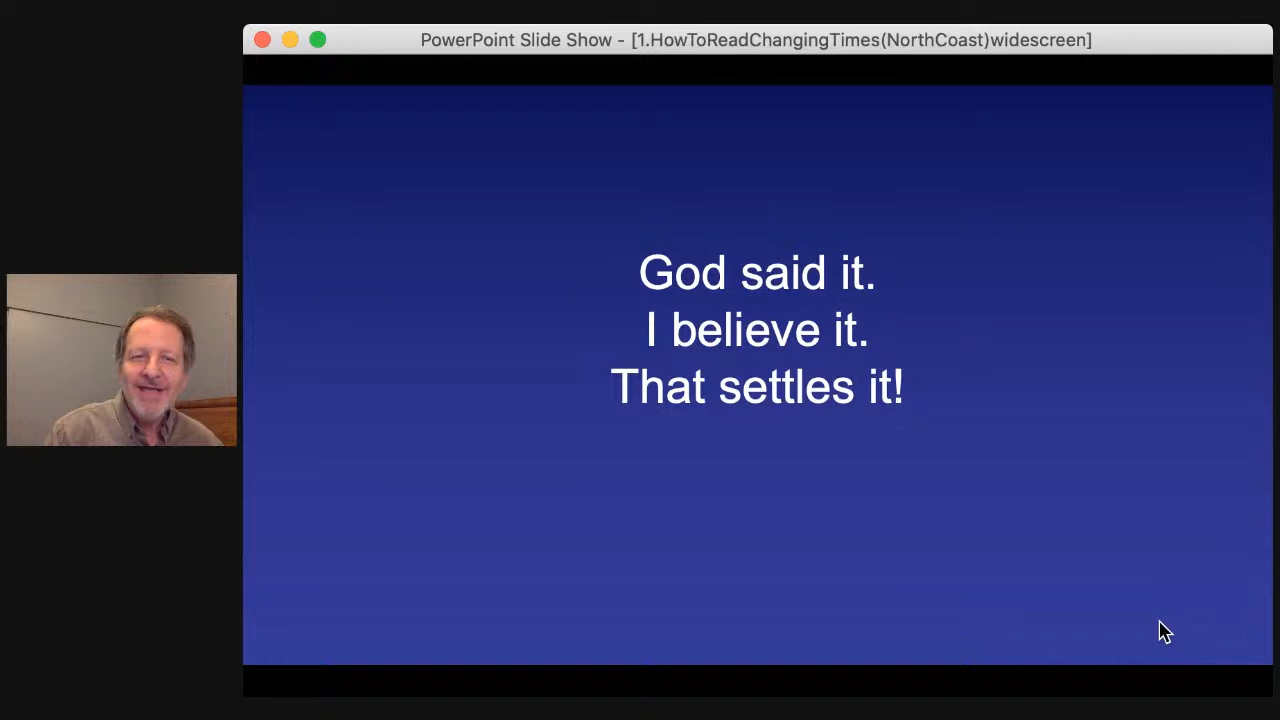 PowerPoint Slide Show - [1.HowToReadChangingTimes(NorthCoast)widescreen]
God said it.
I believe it.
That settles it!